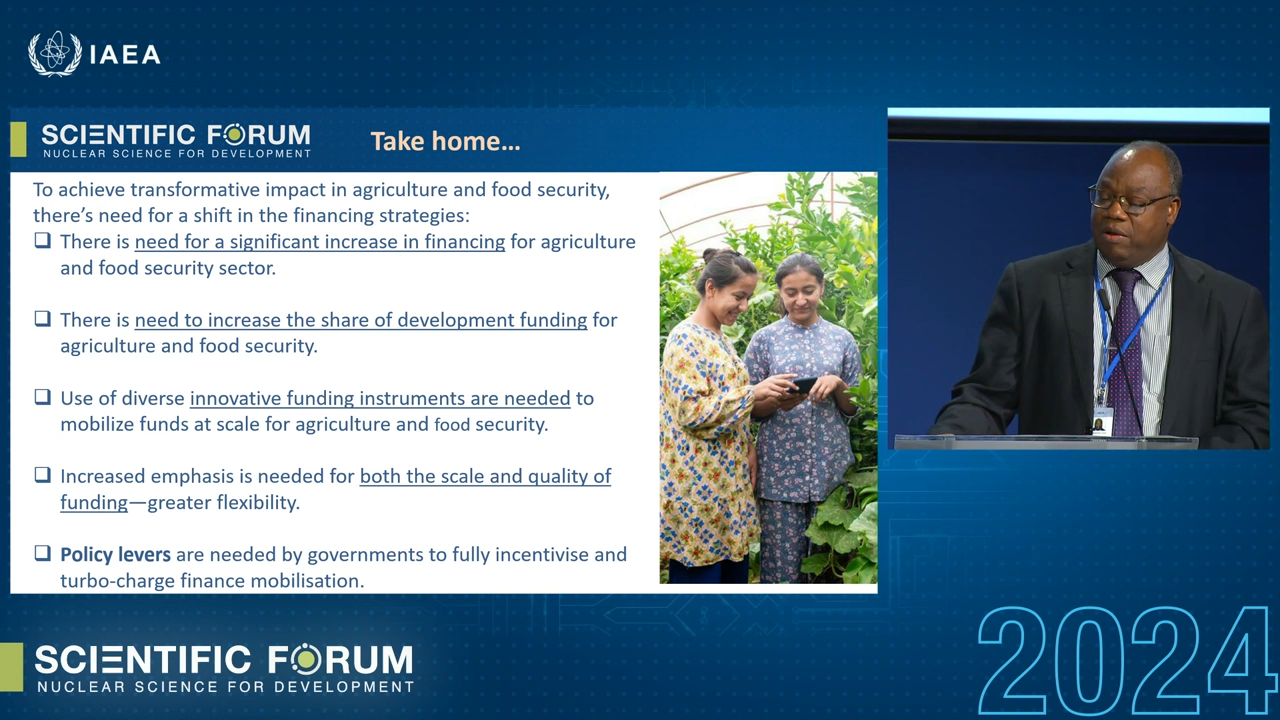 IAEA
SCIENTIFIC FORUM
NUCLEAR SCIENCE FOR DEVELOPMENT
Take home...
To achieve transformative impact in agriculture and food security,
there’s need for a shift in the financing strategies:
❑ There is need for a significant increase in financing for agriculture
and food security sector.
❑ There is need to increase the share of development funding for
agriculture and food security.
❑ Use of diverse innovative funding instruments are needed to
mobilize funds at scale for agriculture and food security.
❑ Increased emphasis is needed for both the scale and quality of
funding—greater flexibility.
❑ Policy levers are needed by governments to fully incentivise and
turbo-charge finance mobilisation.
SCIENTIFIC FORUM
NUCLEAR SCIENCE FOR DEVELOPMENT
2024